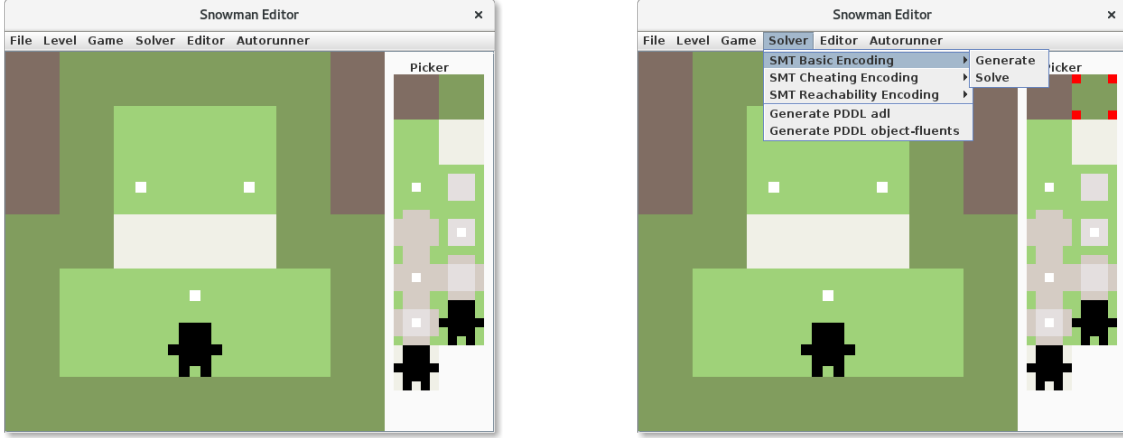 Snowman Editor ×
File Level Game Solver Editor Autorunner
Picker
Snowman Editor ×
File Level Game Solver Editor Autorunner
SMT Basic Encoding
SMT Cheating Encoding
SMT Reachability Encoding
Generate PDDL adl
Generate PDDL object-fluents
Generate
Solve
icker